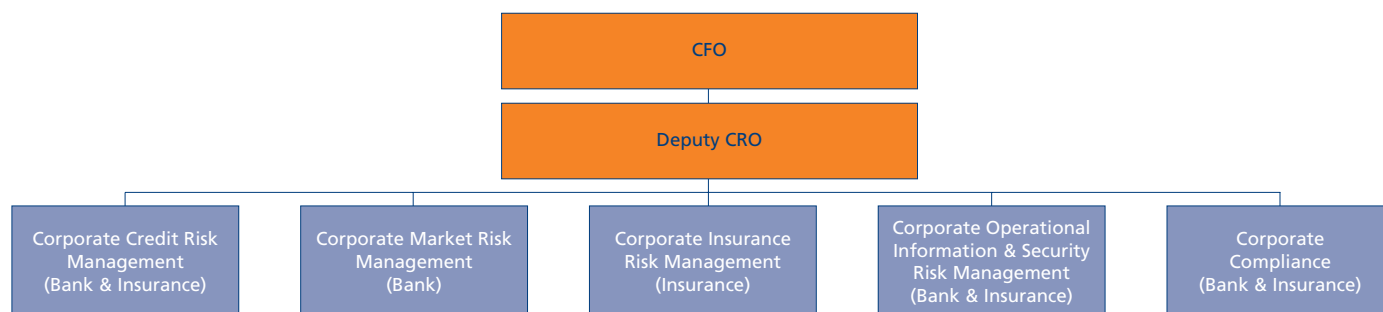 CFO
Deputy CRO
Corporate Credit Risk
Management
(Bank & Insurance)
Corporate Market Risk
Management
(Bank)
Corporate Insurance
Risk Management
(Insurance)
Corporate Operational
Information & Security
Risk Management
(Bank & Insurance)
Corporate
Compliance
(Bank & Insurance)